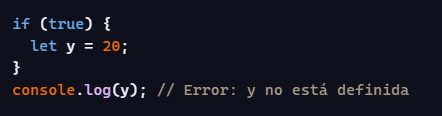 if (true) {
  let y = 20;
}
console.log(y); // Error: y no está definida